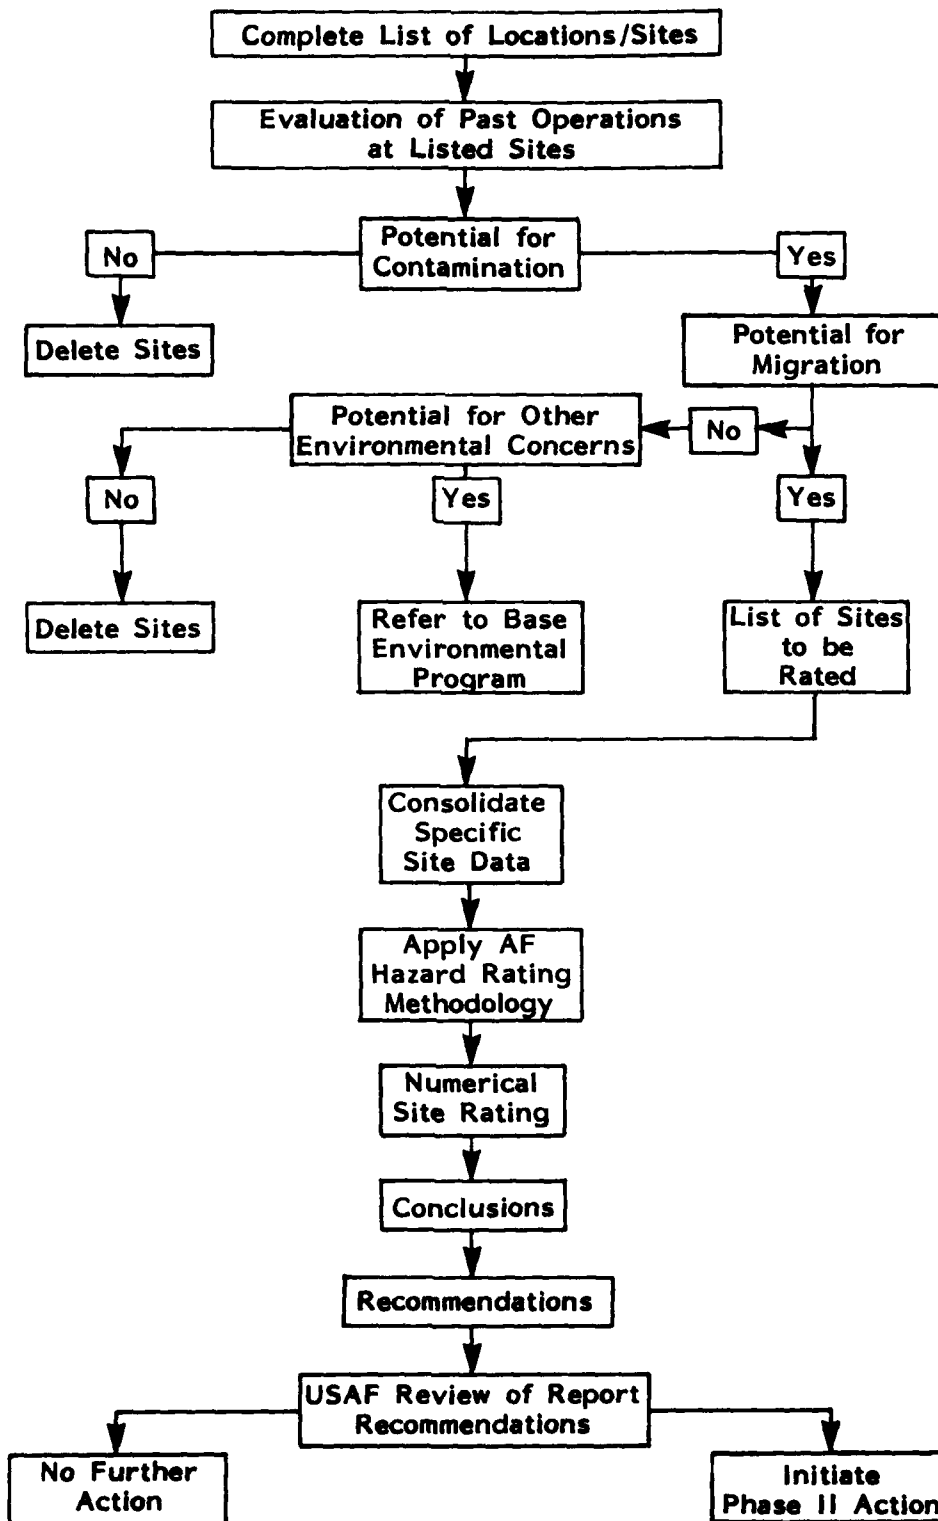 Complete List of Locations/Sites
Evaluation of Past Operations
at Listed Sites
Potential for
Contamination
No
Yes
Delete Sites
Potential for
Migration
Potential for Other
Environmental Concerns
No
No
Yes
Yes
Delete Sites
Refer to Base
Environmental
Program
List of Sites
to be
Rated
Consolidate
Specific
Site Data
Apply AF
Hazard Rating
Methodology
Numerical
Site Rating
Conclusions
Recommendations
USAF Review of Report
Recommendations
No Further
Action
Initiate
Phase II Action